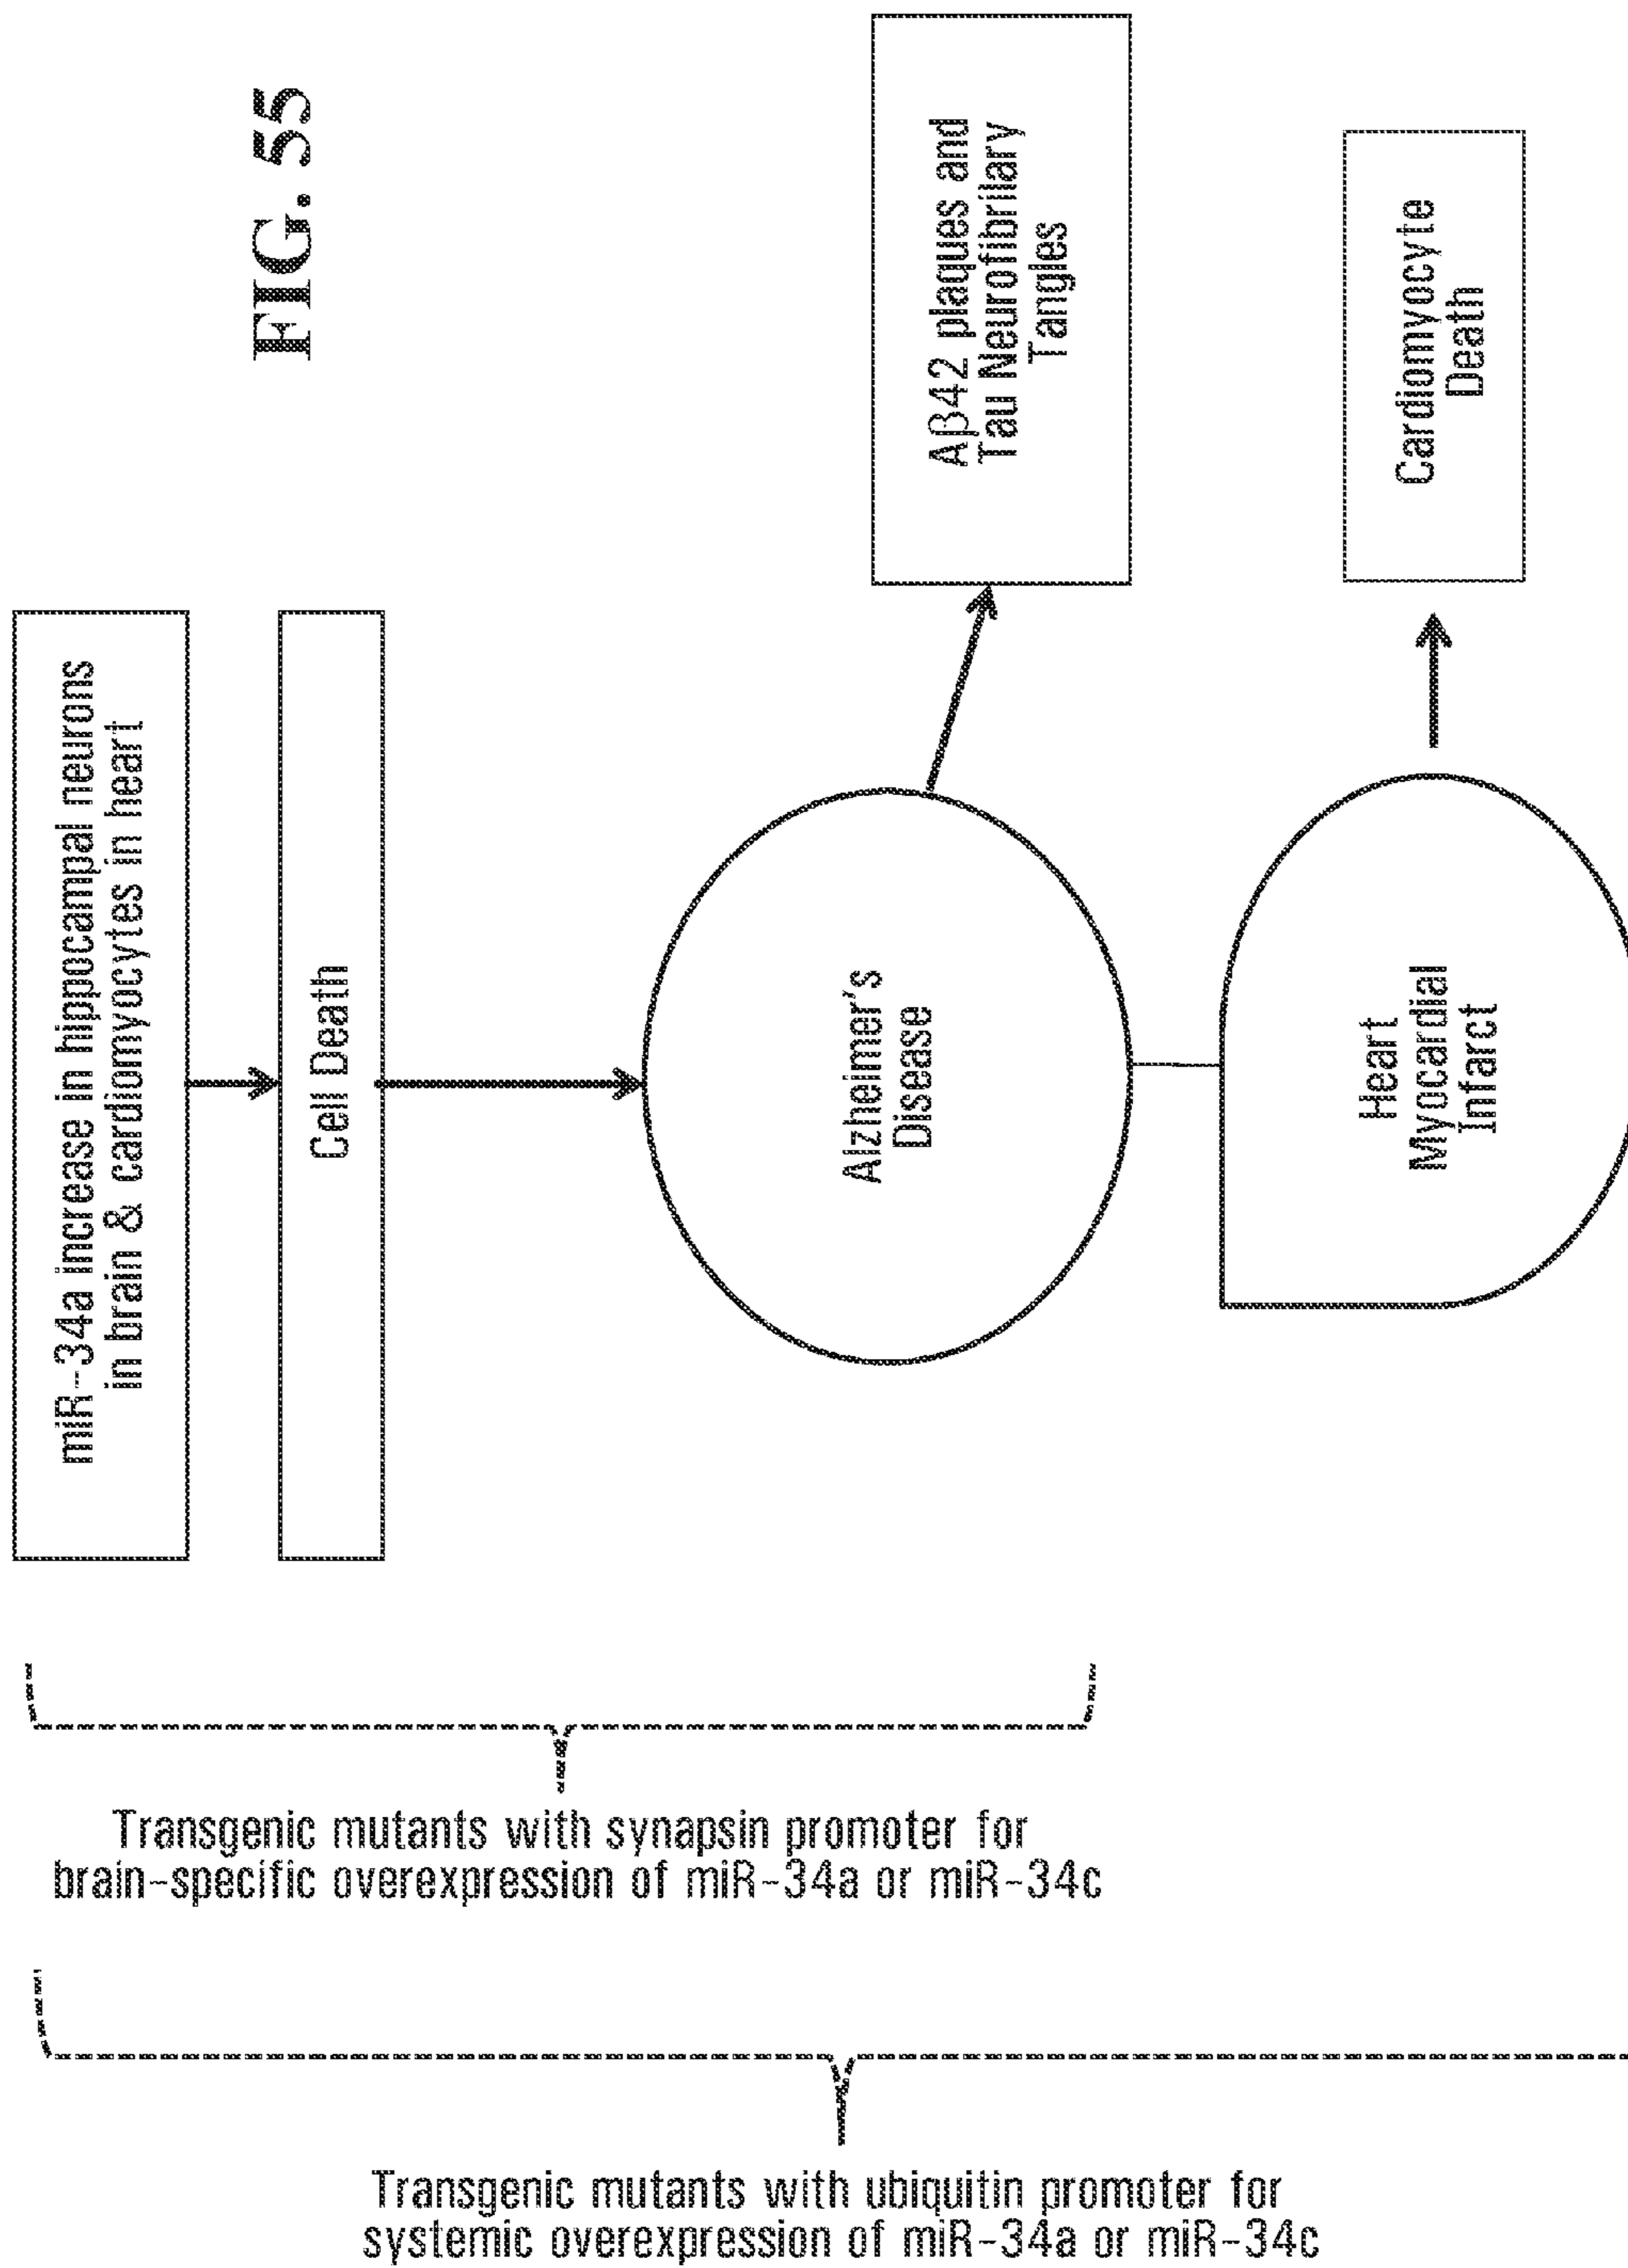 FIG. 55
miR-34a increase in hippocampal neurons
in brain & cardiomyocytes in heart
Cell Death
Alzheimer's
Disease
Aβ42 plaques and
Tau Neurofibrilary
Tangles
Heart
Myocardial
Infarct
Cardiomyocyte
Death
Transgenic mutants with synapsin promoter for
brain-specific overexpression of miR-34a or miR-34c
Transgenic mutants with ubiquitin promoter for
systemic overexpression of miR-34a or miR-34c